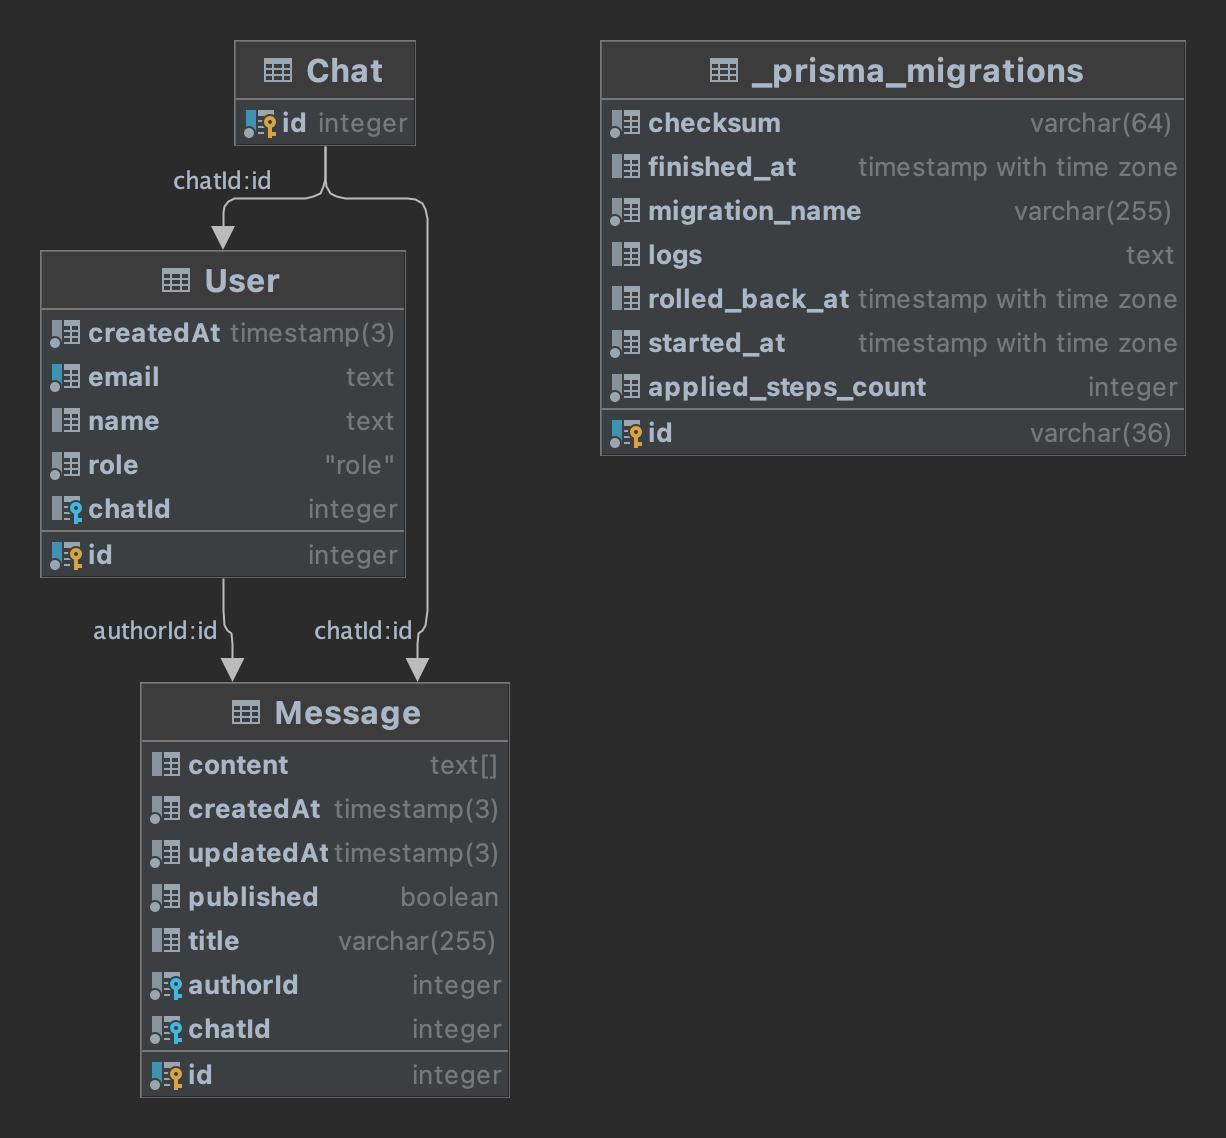 Chat
id integer
chatId:id
User
createdAt timestamp(3)
email text
name text
role "role"
chatId integer
id integer
authorId:id
chatId:id
Message
content text[]
createdAt timestamp(3)
updatedAt timestamp(3)
published boolean
title varchar(255)
authorId integer
chatId integer
id integer
_prisma_migrations
checksum varchar(64)
finished_at timestamp with time zone
migration_name varchar(255)
logs text
rolled_back_at timestamp with time zone
started_at timestamp with time zone
applied_steps_count integer
id varchar(36)